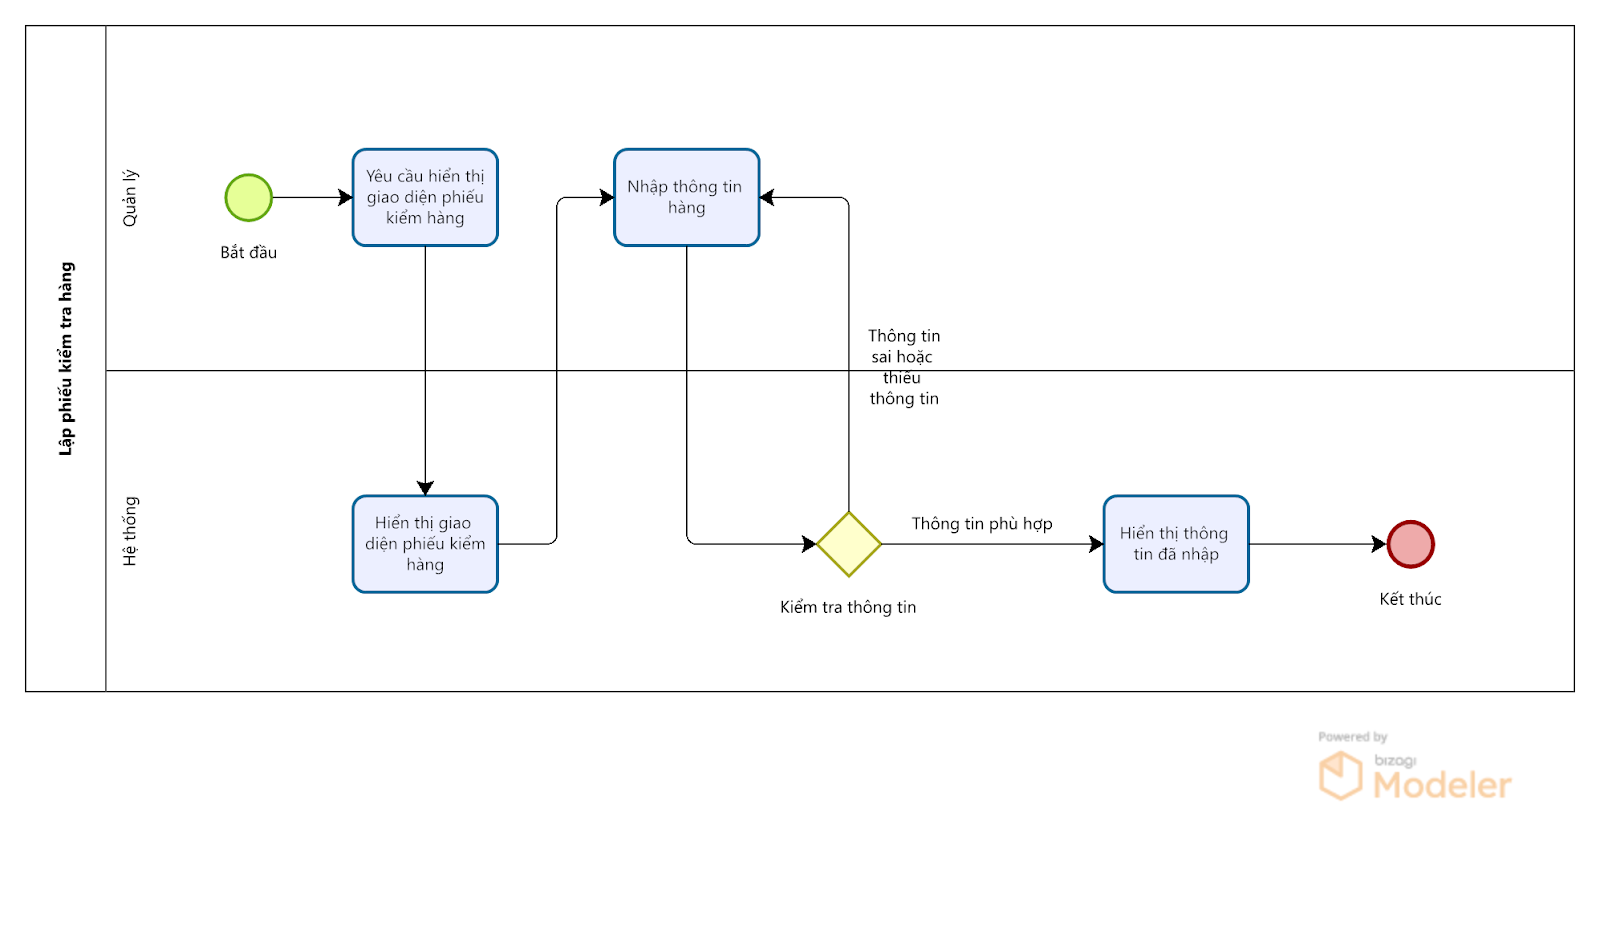 Lập phiếu kiểm tra hàng
Quản lý
Bắt đầu
Yêu cầu hiển thị
giao diện phiếu
kiểm hàng
Nhập thông tin
hàng
Thông tin
sai hoặc
thiếu
thông tin
Hệ thống
Hiển thị giao
diện phiếu kiểm
hàng
Kiểm tra thông tin
Thông tin phù hợp
Hiển thị thông
tin đã nhập
Kết thúc
Powered by
bizagi
Modeler